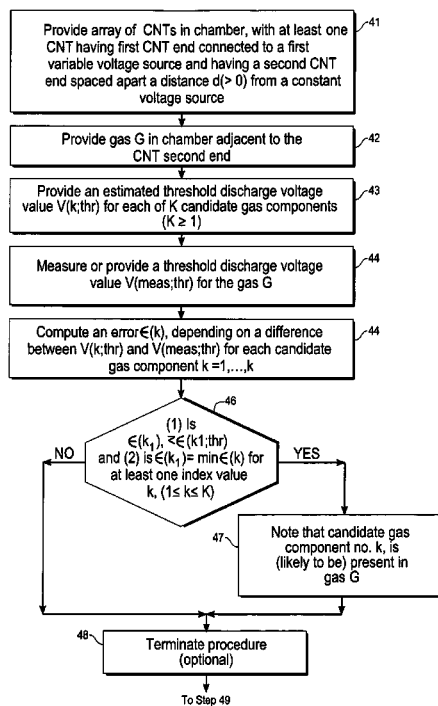 Provide array of CNTs in chamber, with at least one
CNT having first CNT end connected to a first
variable voltage source and having a second CNT
end spaced apart a distance d(> 0) from a constant
voltage source
41
Provide gas G in chamber adjacent to the
CNT second end
42
Provide an estimated threshold discharge voltage
value V(k;thr) for each of K candidate gas components
(K ≥ 1)
43
Measure or provide a threshold discharge voltage
value V(meas;thr) for the gas G
44
Compute an error∈(k), depending on a difference
between V(k;thr) and V(meas;thr) for each candidate
gas component k =1,...,k
44
46
(1) Is
∈(k₁), ≤∈(k1;thr)
and (2) is∈(k₁)= min∈(k) for
at least one index value
k, (1≤ k≤ K)
NO
YES
47
Note that candidate gas
component no. k, is
(likely to be) present in
gas G
48
Terminate procedure
(optional)
To Step 49